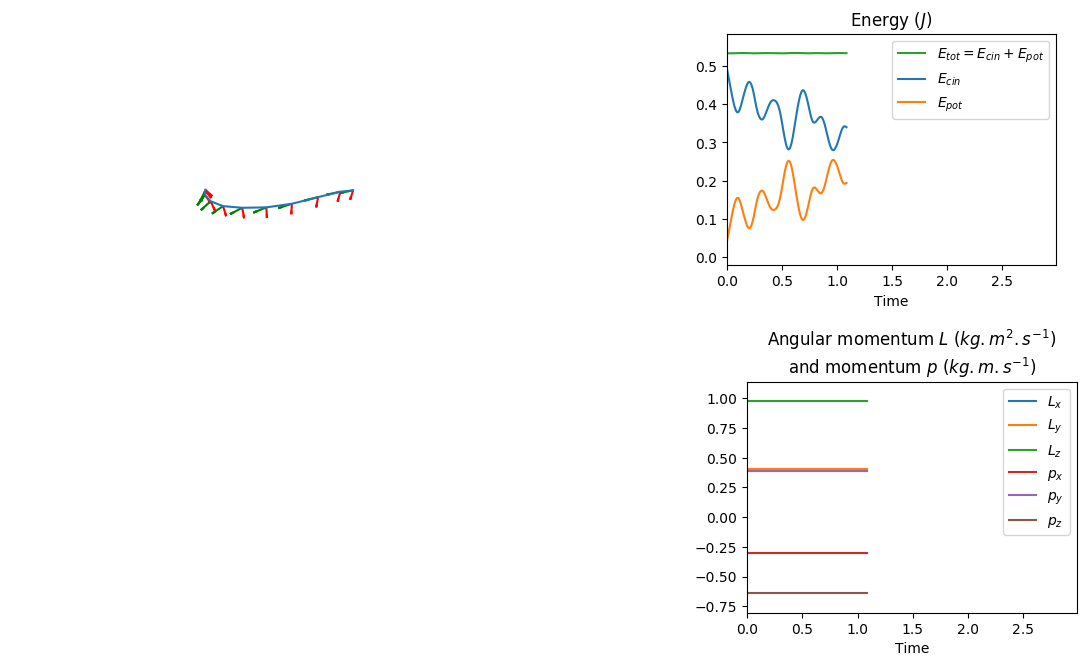 Energy (J)
E_tot = E_cin + E_pot
E_cin
E_pot
0.5
0.4
0.3
0.2
0.1
0.0
0.0 0.5 1.0 1.5 2.0 2.5
Time
Angular momentum L (kg.m².s⁻¹)
and momentum p (kg.m.s⁻¹)
L_x
L_y
L_z
p_x
p_y
p_z
1.00
0.75
0.50
0.25
0.00
−0.25
−0.50
−0.75
0.0 0.5 1.0 1.5 2.0 2.5
Time